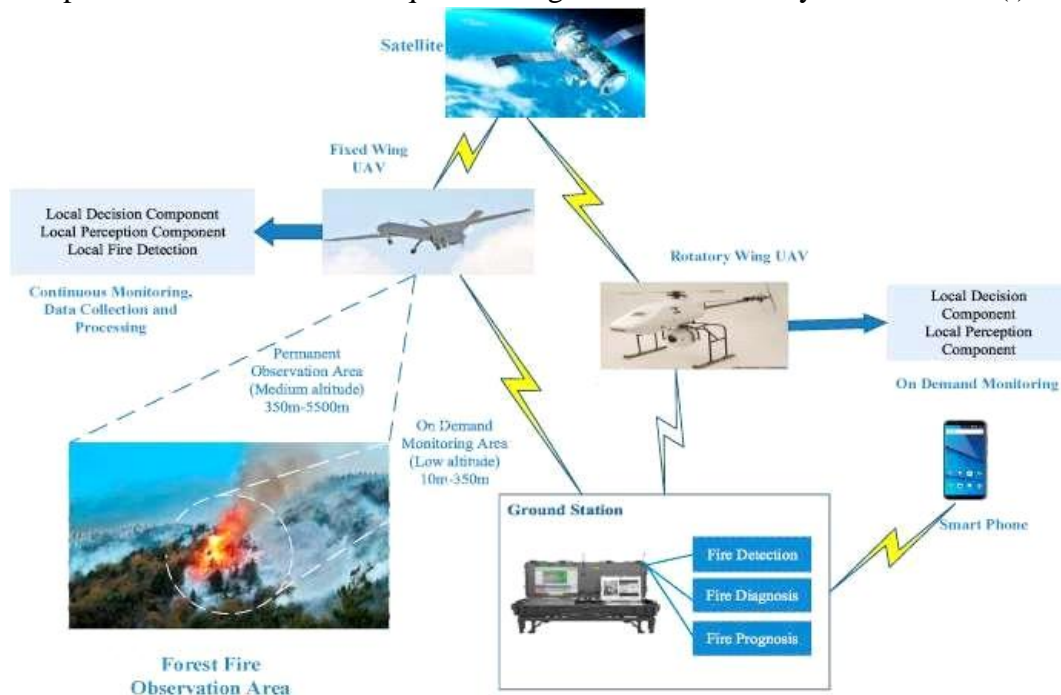 Satellite
Fixed Wing
UAV
Local Decision Component
Local Perception Component
Local Fire Detection
Continuous Monitoring,
Data Collection and
Processing
Rotatory Wing UAV
Local Decision
Component
Local Perception
Component
On Demand Monitoring
Permanent
Observation Area
(Medium altitude)
350m-5500m
On Demand
Monitoring Area
(Low altitude)
10m-350m
Ground Station
Fire Detection
Fire Diagnosis
Fire Prognosis
Smart Phone
Forest Fire
Observation Area